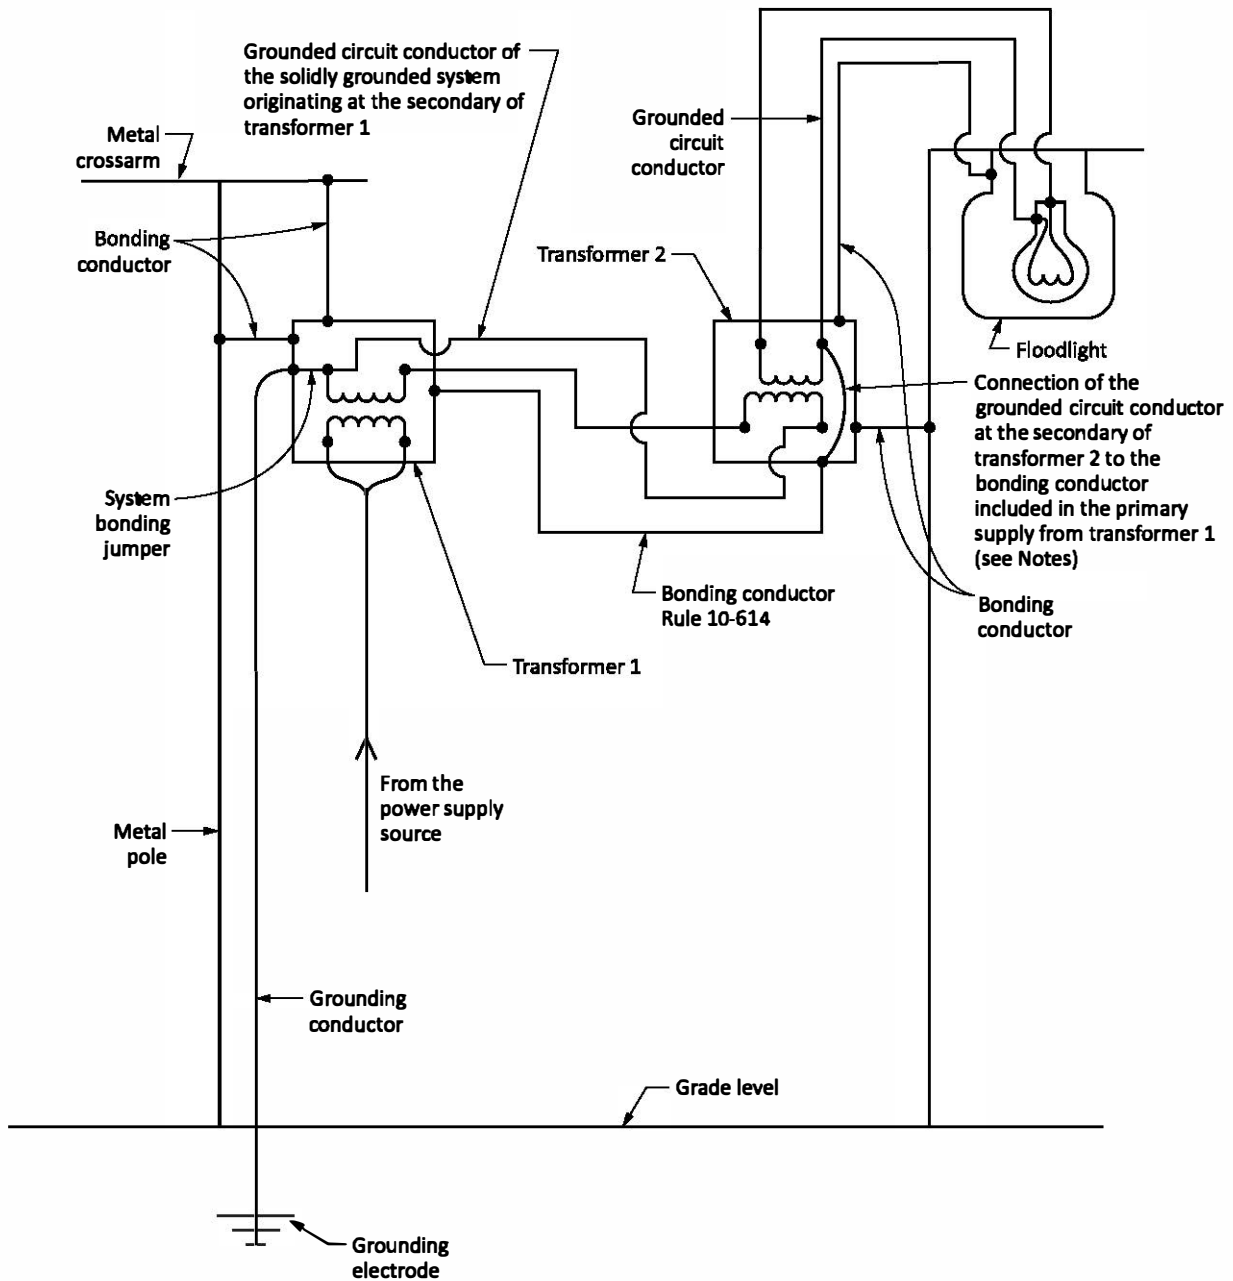 Grounded circuit conductor of
the solidly grounded system
originating at the secondary of
transformer 1
Metal
crossarm
Grounded
circuit
conductor
Bonding
conductor
Transformer 2
Floodlight
Connection of the
grounded circuit conductor
at the secondary of
transformer 2 to the
bonding conductor
included in the primary
supply from transformer 1
(see Notes)
System
bonding
jumper
Bonding conductor
Rule 10-614
Bonding
conductor
Transformer 1
From the
power supply
source
Metal
pole
Grounding
conductor
Grade level
Grounding
electrode